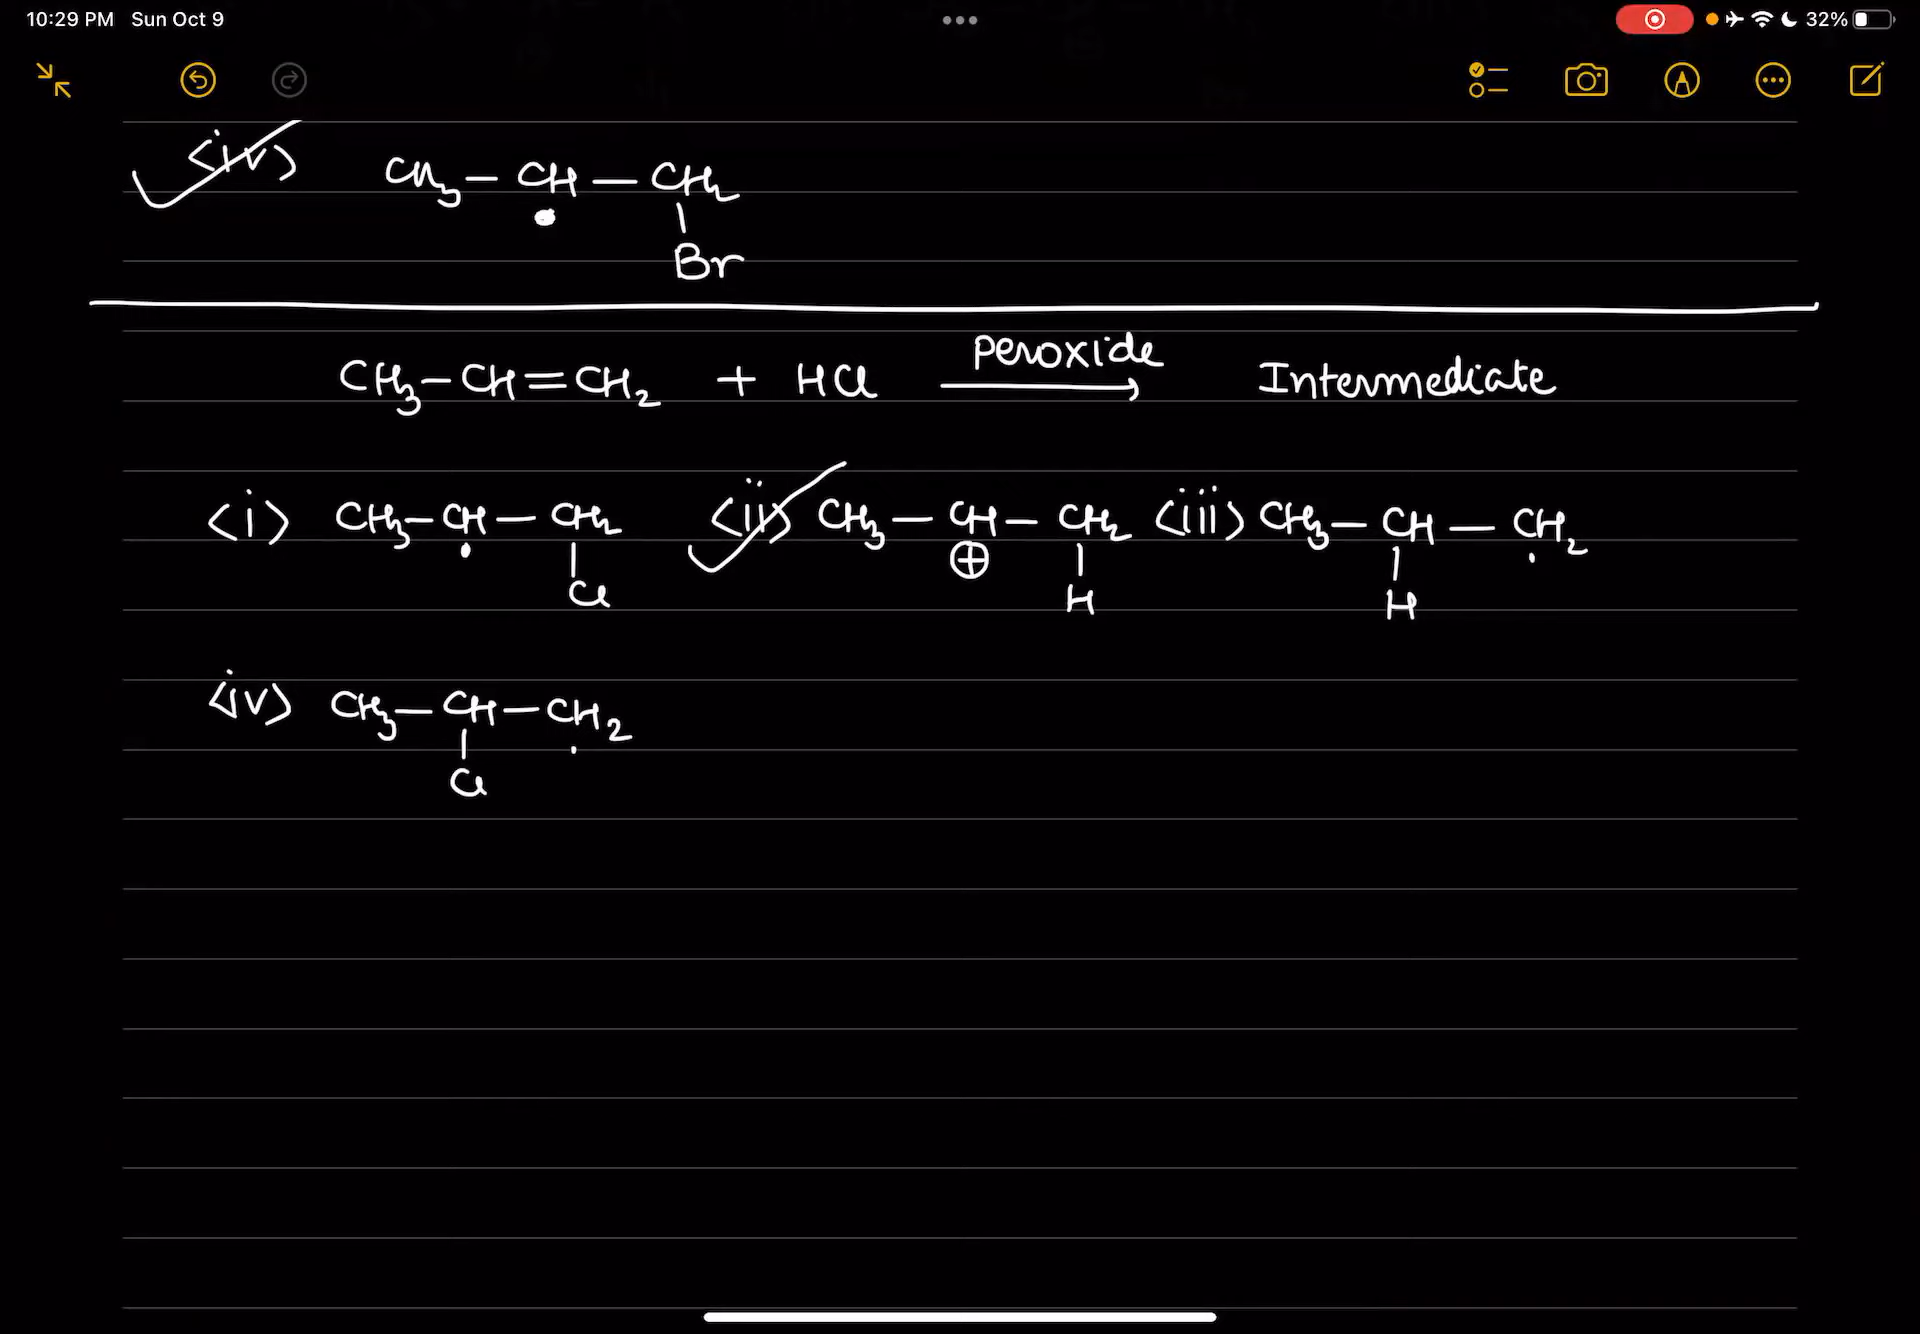 10:29 PM Sun Oct 9
32%
(iv) CH3 – CH – CH2
Br
CH3–CH=CH2 + HCl peroxide Intermediate
(i) CH3–CH–CH2 (ii) CH3–CH–CH2 (iii) CH3–CH–CH2
Cl ⊕ H H
(iv) CH3–CH–CH2
Cl